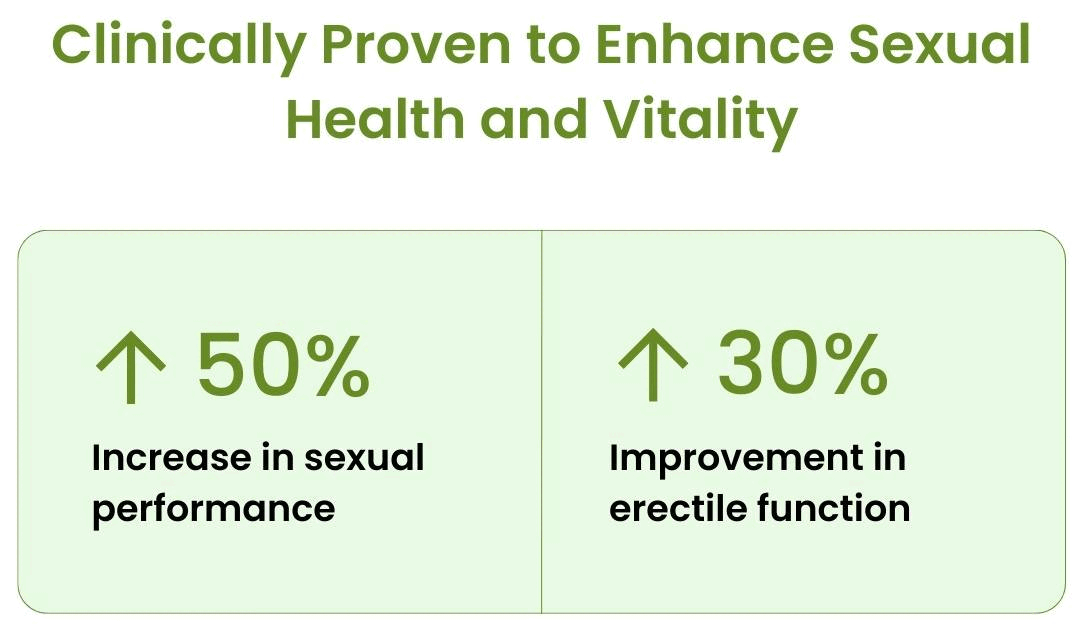 Clinically Proven to Enhance Sexual
Health and Vitality
↑ 50%
Increase in sexual
performance
↑ 30%
Improvement in
erectile function